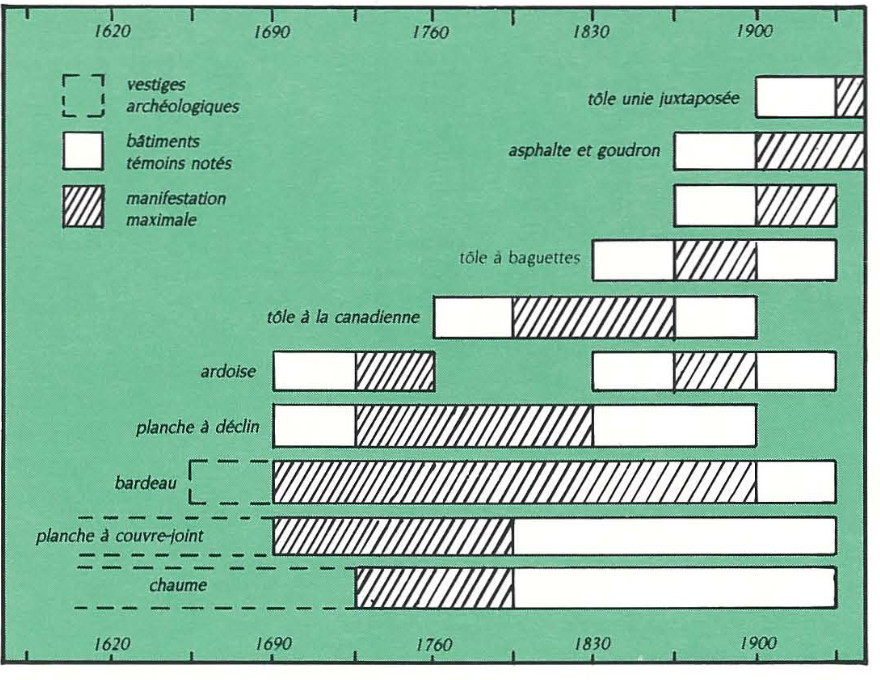 1620 1690 1760 1830 1900
vestiges
archéologiques
bâtiments
témoins notés
manifestation
maximale
tôle unie juxtaposée
asphalte et goudron
tôle à baguettes
tôle à la canadienne
ardoise
planche à déclin
bardeau
planche à couvre-joint
chaume
1620 1690 1760 1830 1900